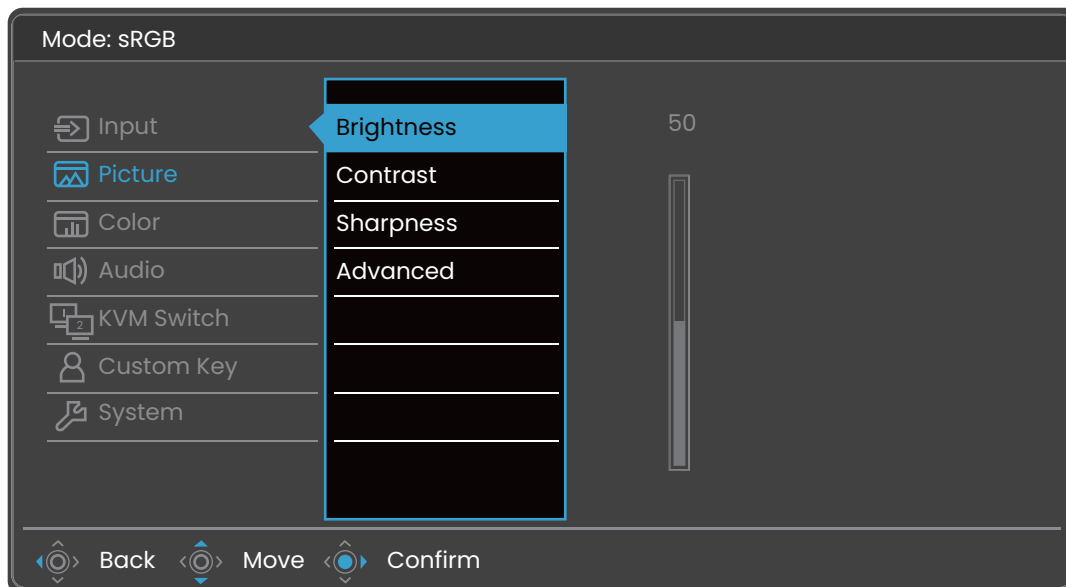 Mode: sRGB
Input
Picture
Color
Audio
1
2
KVM Switch
Custom Key
System
Brightness
Contrast
Sharpness
Advanced
50
Back Move Confirm